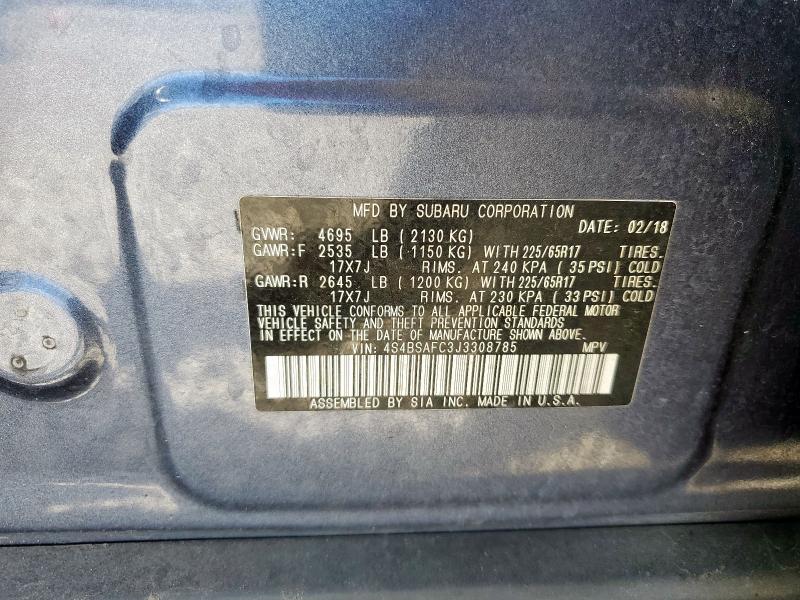 MFD BY SUBARU CORPORATION
DATE: 02/18
GVWR: 4695 LB ( 2130 KG)
GAWR:F 2535 LB ( 1150 KG) WITH 225/65R17 TIRES.
17X7J RIMS. AT 240 KPA ( 35 PSI) COLD
GAWR:R 2645 LB ( 1200 KG) WITH 225/65R17 TIRES.
17X7J RIMS. AT 230 KPA ( 33 PSI) COLD
THIS VEHICLE CONFORMS TO ALL APPLICABLE FEDERAL MOTOR
VEHICLE SAFETY AND THEFT PREVENTION STANDARDS
IN EFFECT ON THE DATE OF MANUFACTURE SHOWN ABOVE.
VIN: 4S4BSAFC3J3308785 MPV
ASSEMBLED BY SIA INC. MADE IN U.S.A.